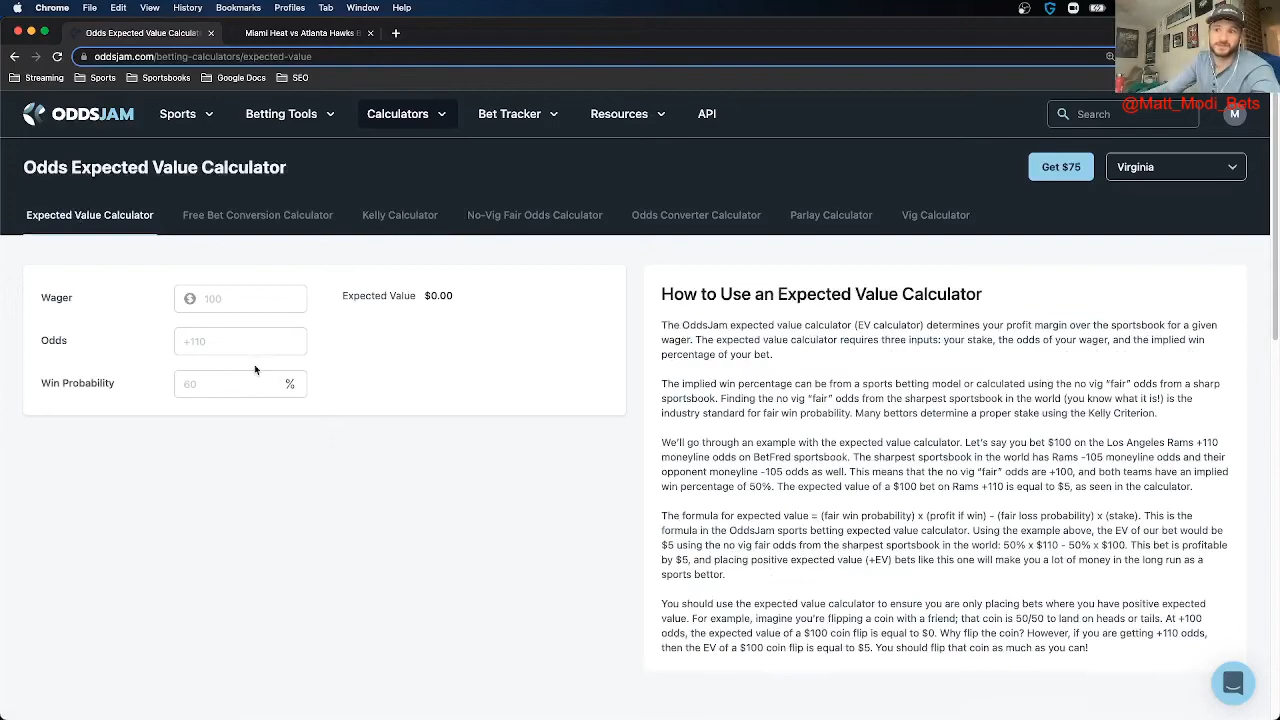 Chrome File Edit View History Bookmarks Profiles Tab Window Help
Odds Expected Value Calculat
Miami Heat vs Atlanta Hawks B
oddsjam.com/betting-calculators/expected-value
Streaming Sports Sportsbooks Google Docs SEO
@Matt_Modi_Bets
ODDSJAM Sports Betting Tools Calculators Bet Tracker Resources API Search M
Odds Expected Value Calculator
Get $75
Virginia
Expected Value Calculator Free Bet Conversion Calculator Kelly Calculator No-Vig Fair Odds Calculator Odds Converter Calculator Parlay Calculator Vig Calculator
Wager 100 Expected Value $0.00
Odds +110
Win Probability 60 %
How to Use an Expected Value Calculator
The OddsJam expected value calculator (EV calculator) determines your profit margin over the sportsbook for a given
wager. The expected value calculator requires three inputs: your stake, the odds of your wager, and the implied win
percentage of your bet.
The implied win percentage can be from a sports betting model or calculated using the no vig “fair” odds from a sharp
sportsbook. Finding the no vig “fair” odds from the sharpest sportsbook in the world (you know what it is!) is the
industry standard for fair win probability. Many bettors determine a proper stake using the Kelly Criterion.
We’ll go through an example with the expected value calculator. Let’s say you bet $100 on the Los Angeles Rams +110
moneyline odds on BetFred sportsbook. The sharpest sportsbook in the world has Rams -105 moneyline odds and their
opponent moneyline -105 odds as well. This means that the no vig “fair” odds are +100, and both teams have an implied
win percentage of 50%. The expected value of a $100 bet on Rams +110 is equal to $5, as seen in the calculator.
The formula for expected value = (fair win probability) x (profit if win) - (fair loss probability) x (stake). This is the
formula in the OddsJam sports betting expected value calculator. Using the example above, the EV of our bet would be
$5 using the no vig fair odds from the sharpest sportsbook in the world: 50% x $110 - 50% x $100. This bet is profitable
by $5, and placing positive expected value (+EV) bets like this one will make you a lot of money in the long run as a
sports bettor.
You should use the expected value calculator to ensure you are only placing bets where you have positive expected
value. For example, imagine you’re flipping a coin with a friend; that coin is 50/50 to land on heads or tails. At +100
odds, the expected value of a $100 coin flip is equal to $0. Why flip the coin? However, if you are getting +110 odds,
then the EV of a $100 coin flip is equal to $5. You should flip that coin as much as you can!